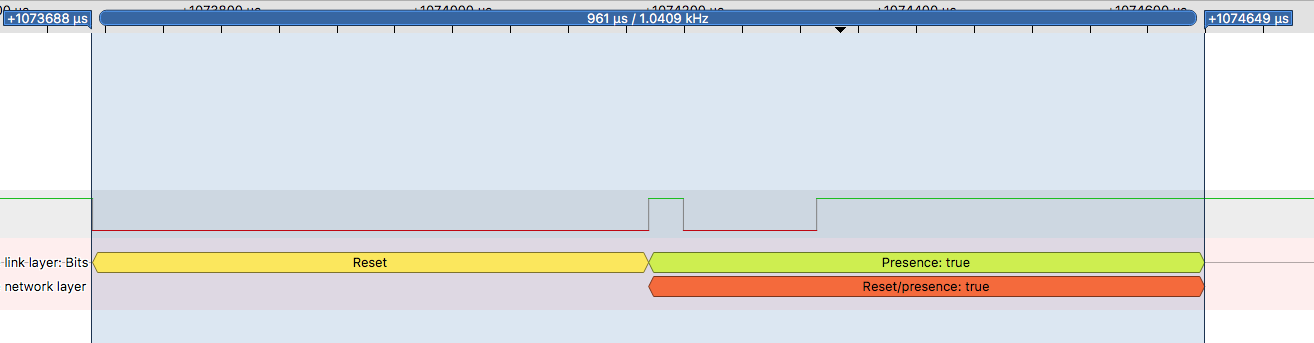 +1073688 µs
961 µs / 1.0409 kHz
+1074649 µs
link layer: Bits
Reset
Presence: true
network layer
Reset/presence: true